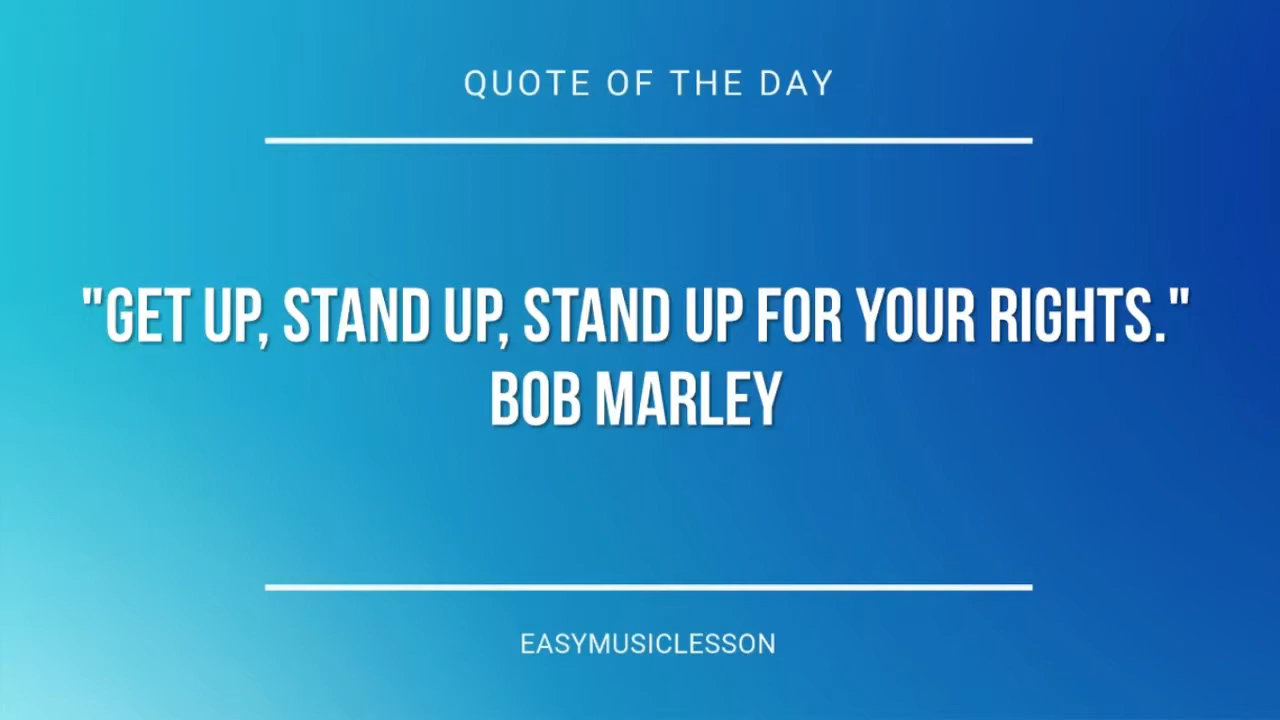 QUOTE OF THE DAY
"GET UP, STAND UP, STAND UP FOR YOUR RIGHTS."
BOB MARLEY
EASYMUSICLESSON